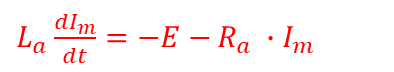 L_a dI_m/dt = −E − R_a · I_m